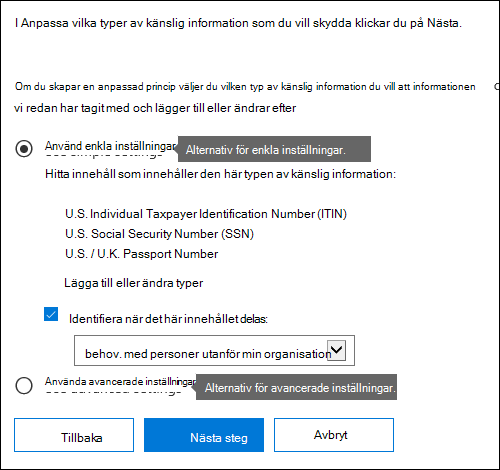 I Anpassa vilka typer av känslig information som du vill skydda klickar du på Nästa.
Om du skapar en anpassad princip väljer du vilken typ av känslig information du vill att informationen
vi redan har tagit med och lägger till eller ändrar efter
Använd enkla inställningar
Alternativ för enkla inställningar.
Hitta innehåll som innehåller den här typen av känslig information:
U.S. Individual Taxpayer Identification Number (ITIN)
U.S. Social Security Number (SSN)
U.S. / U.K. Passport Number
Lägga till eller ändra typer
Identifiera när det här innehållet delas:
behov. med personer utanför min organisation
Använda avancerade inställningar
Alternativ för avancerade inställningar.
Tillbaka
Nästa steg
Avbryt